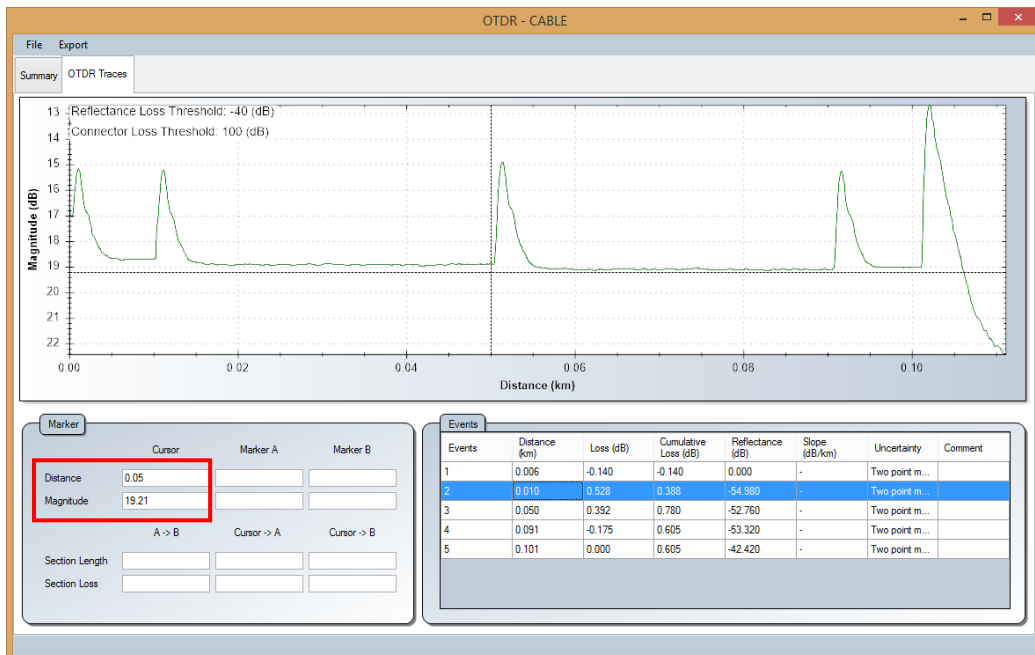 OTDR - CABLE
File Export
Summary OTDR Traces
Reflectance Loss Threshold: -40 (dB)
Connector Loss Threshold: 100 (dB)
Magnitude (dB)
13
14
15
16
17
18
19
20
21
22
0.00 0.02 0.04 0.06 0.08 0.10
Distance (km)
Marker
Cursor Marker A Marker B
Distance 0.05
Magnitude 19.21
A -> B Cursor -> A Cursor -> B
Section Length
Section Loss
Events
Events Distance (km) Loss (dB) Cumulative Loss (dB) Reflectance (dB) Slope (dB/km) Uncertainty Comment
1 0.006 -0.140 -0.140 0.000 - Two point m...
2 0.010 0.528 0.388 -54.980 - Two point m...
3 0.050 0.392 0.780 -52.760 - Two point m...
4 0.091 -0.175 0.605 -53.320 - Two point m...
5 0.101 0.000 0.605 -42.420 - Two point m...